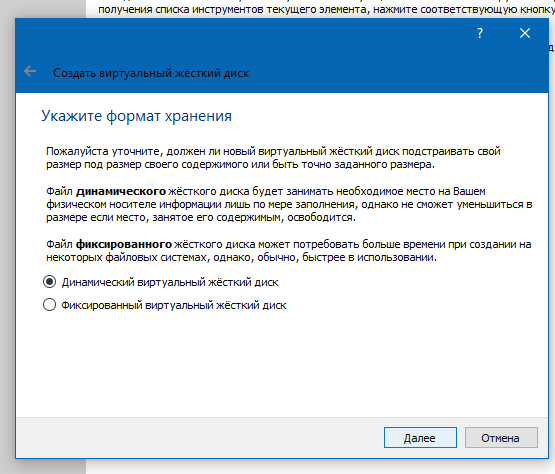 получения списка инструментов текущего элемента, нажмите соответствующую кнопку
?
Создать виртуальный жёсткий диск
Укажите формат хранения
Пожалуйста уточните, должен ли новый виртуальный жёсткий диск подстраивать свой
размер под размер своего содержимого или быть точно заданного размера.
Файл динамического жёсткого диска будет занимать необходимое место на Вашем
физическом носителе информации лишь по мере заполнения, однако не сможет уменьшиться в
размере если место, занятое его содержимым, освободится.
Файл фиксированного жёсткого диска может потребовать больше времени при создании на
некоторых файловых системах, однако, обычно, быстрее в использовании.
Динамический виртуальный жёсткий диск
Фиксированный виртуальный жёсткий диск
Далее
Отмена